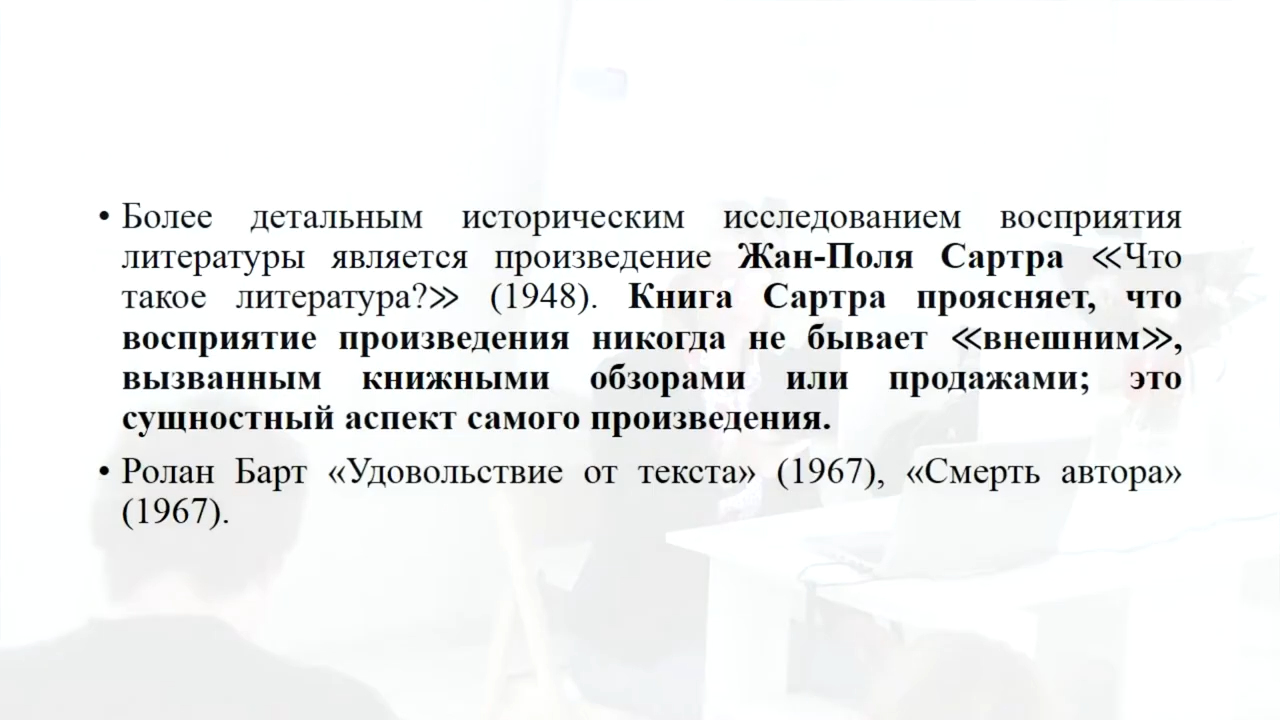 • Более детальным историческим исследованием восприятия
литературы является произведение Жан-Поля Сартра ≪Что
такое литература?≫ (1948). Книга Сартра проясняет, что
восприятие произведения никогда не бывает ≪внешним≫,
вызванным книжными обзорами или продажами; это
сущностный аспект самого произведения.
• Ролан Барт «Удовольствие от текста» (1967), «Смерть автора»
(1967).